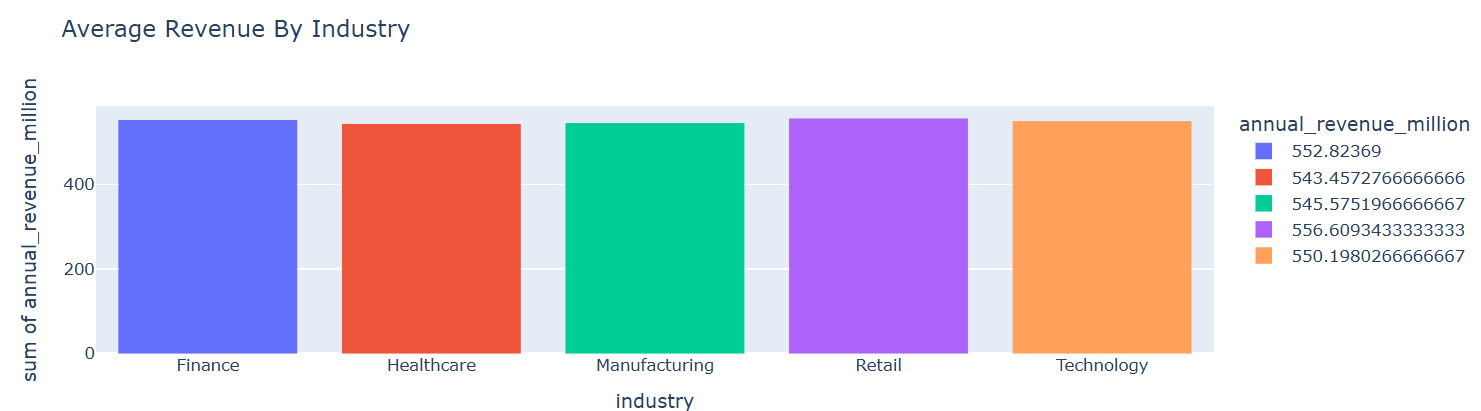 Average Revenue By Industry
sum of annual_revenue_million
400
200
0
Finance
Healthcare
Manufacturing
Retail
Technology
industry
annual_revenue_million
552.82369
543.4572766666666
545.5751966666667
556.6093433333333
550.1980266666667